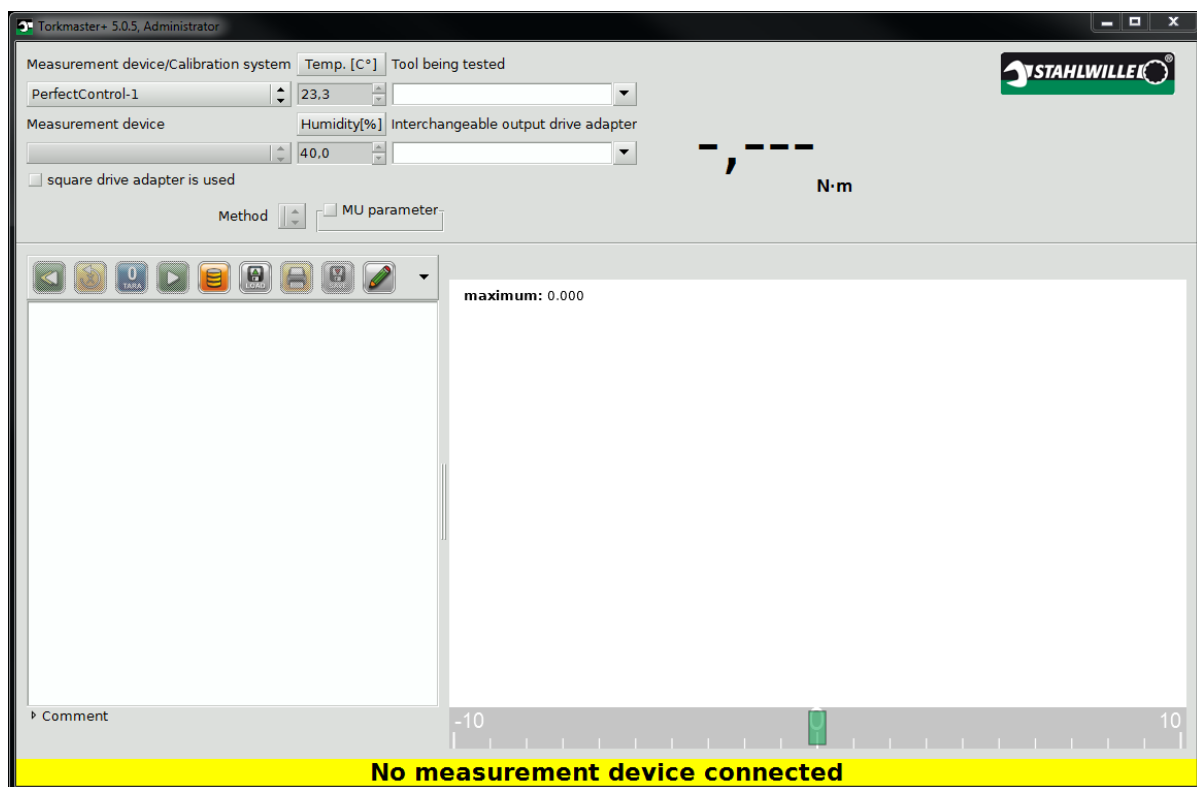 Torkmaster+ 5.0.5, Administrator
Measurement device/Calibration system Temp. [C°] Tool being tested
STAHLWILLE®
PerfectControl-1 23,3
Measurement device Humidity[%] Interchangeable output drive adapter
40,0
-,---
N·m
square drive adapter is used
Method MU parameter
0
TARA LOAD SAVE
maximum: 0.000
Comment
-10 0 10
No measurement device connected